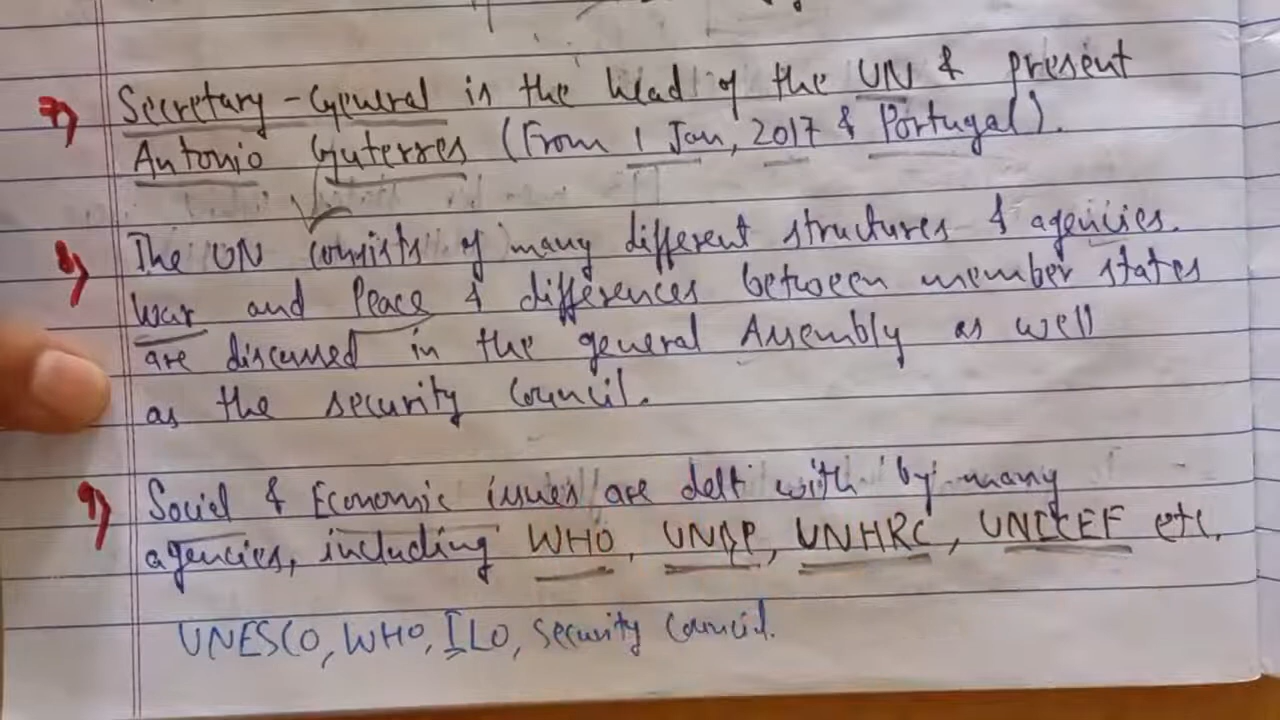 7) Secretary-General is the head of the UN & present
Antonio Guterres (From 1 Jan, 2017 & Portugal).
8) The UN consists of many different structures & agencies.
War and Peace & differences between member states
are discussed in the general Assembly as well
as the security Council.
9) Social & Economic issues are delt with by many
agencies, including WHO, UNDP, UNHRC, UNICEF etc.
UNESCO, WHO, ILO, Security Council.